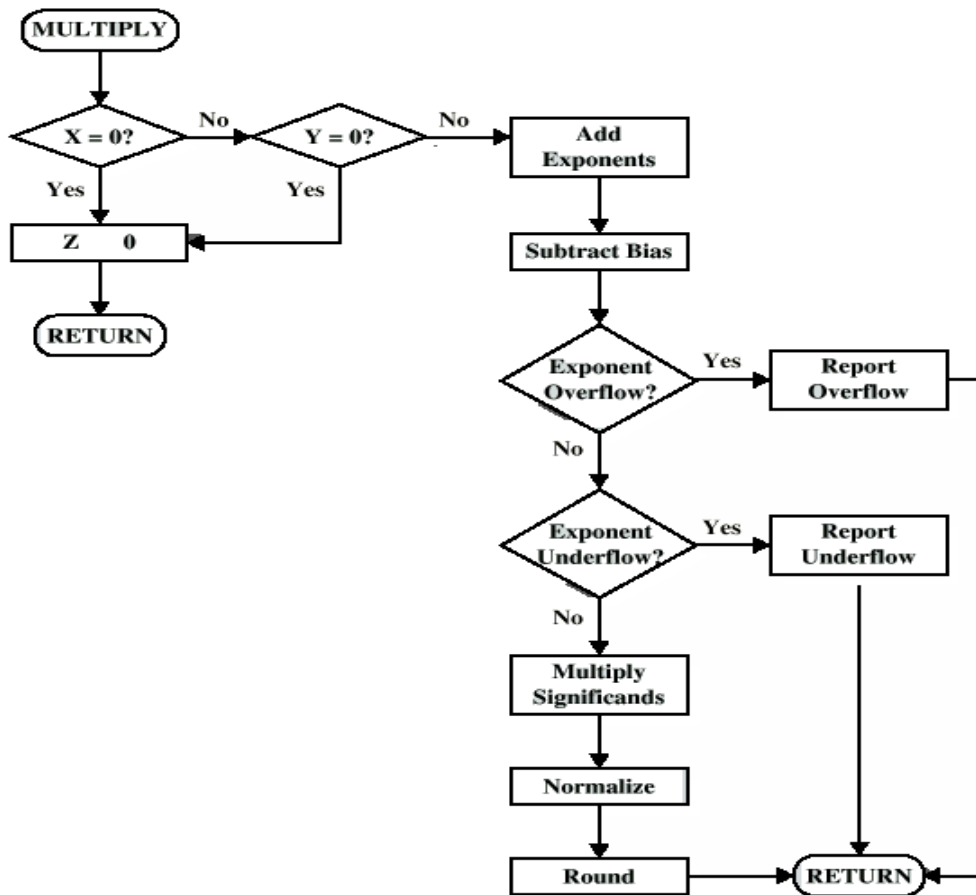 MULTIPLY
X = 0?
No
Y = 0?
No
Add
Exponents
Yes
Yes
Z 0
Subtract Bias
RETURN
Exponent
Overflow?
Yes
Report
Overflow
No
Exponent
Underflow?
Yes
Report
Underflow
No
Multiply
Significands
Normalize
Round
RETURN